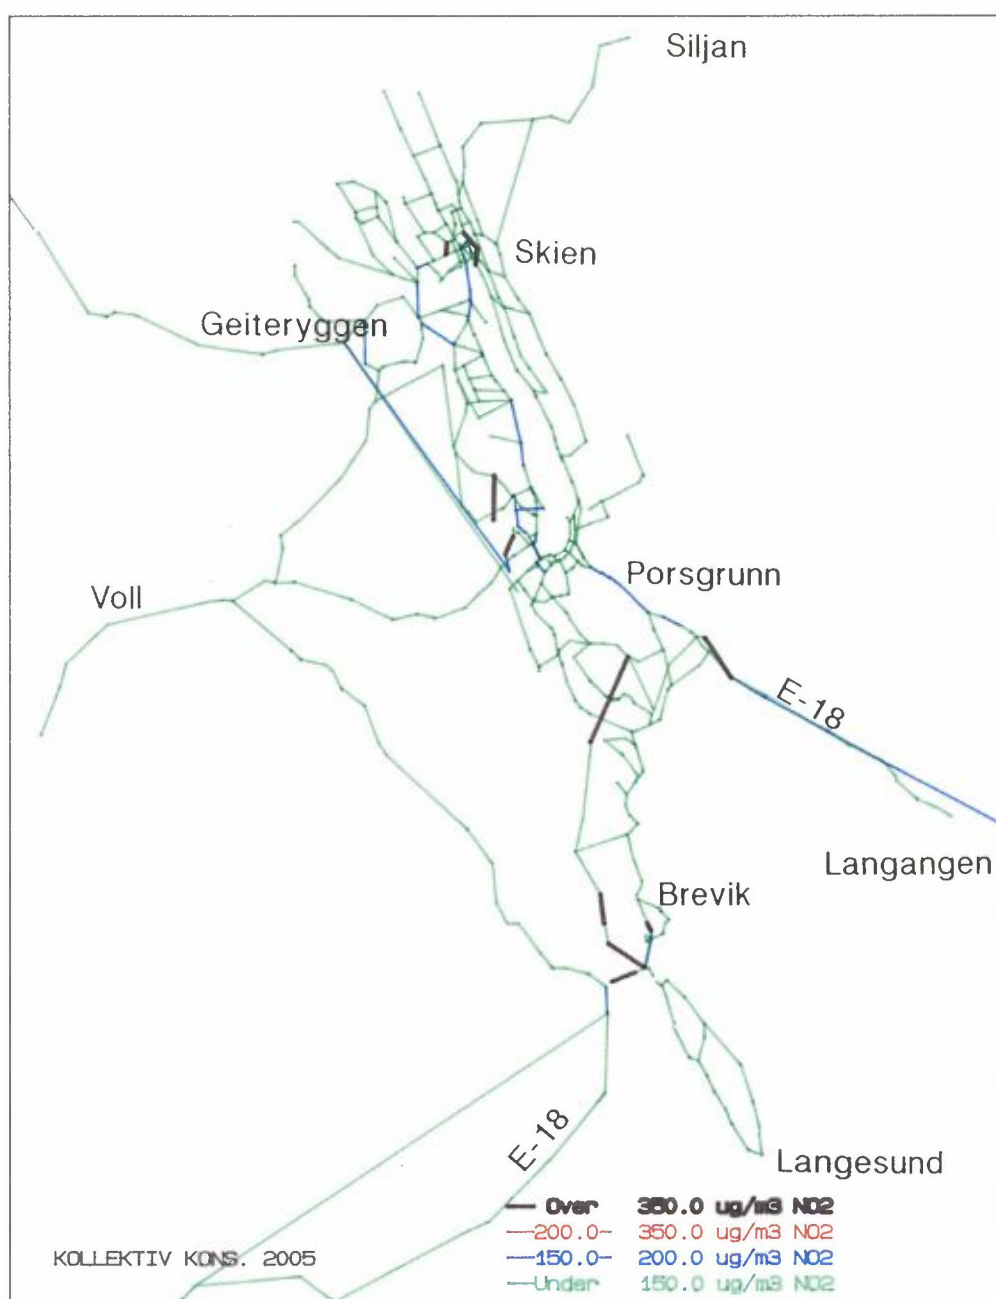 Siljan
Skien
Geiteryggen
Porsgrunn
Voll
E-18
Langangen
Brevik
E-18
Langesund
Over 350.0 ug/m3 NO2
200.0- 350.0 ug/m3 NO2
150.0- 200.0 ug/m3 NO2
KOLLEKTIV KONS. 2005
Under 150.0 ug/m3 NO2